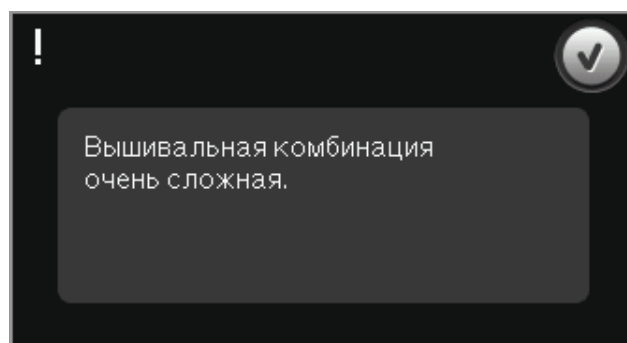 !
Вышивальная комбинация
очень сложная.